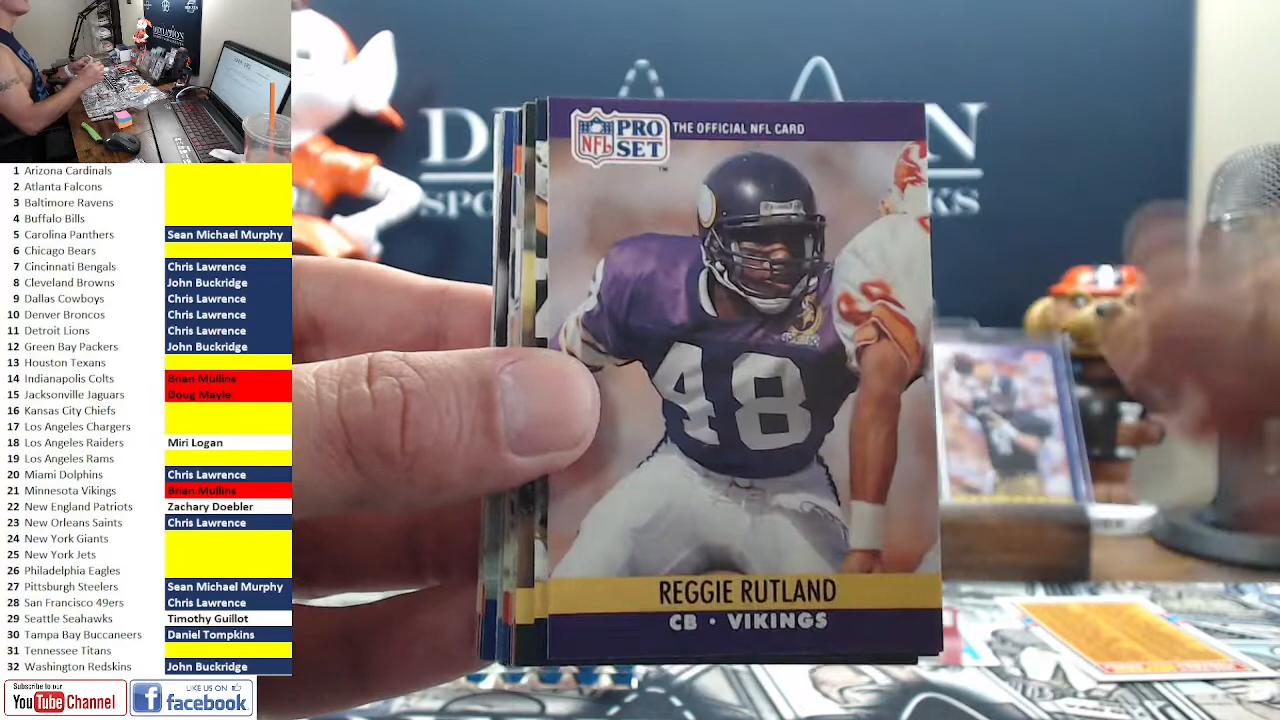 1 Arizona Cardinals
2 Atlanta Falcons
3 Baltimore Ravens
4 Buffalo Bills
5 Carolina Panthers Sean Michael Murphy
6 Chicago Bears
7 Cincinnati Bengals Chris Lawrence
8 Cleveland Browns John Buckridge
9 Dallas Cowboys Chris Lawrence
10 Denver Broncos Chris Lawrence
11 Detroit Lions Chris Lawrence
12 Green Bay Packers John Buckridge
13 Houston Texans
14 Indianapolis Colts Brian Mullins
15 Jacksonville Jaguars Doug Mayle
16 Kansas City Chiefs
17 Los Angeles Chargers
18 Los Angeles Raiders Miri Logan
19 Los Angeles Rams
20 Miami Dolphins Chris Lawrence
21 Minnesota Vikings Brian Mullins
22 New England Patriots Zachary Doebler
23 New Orleans Saints Chris Lawrence
24 New York Giants
25 New York Jets
26 Philadelphia Eagles
27 Pittsburgh Steelers Sean Michael Murphy
28 San Francisco 49ers Chris Lawrence
29 Seattle Seahawks Timothy Guillot
30 Tampa Bay Buccaneers Daniel Tompkins
31 Tennessee Titans
32 Washington Redskins John Buckridge
Subscribe to our
YouTube Channel
LIKE US ON
facebook
NFL PRO SET
™
THE OFFICIAL NFL CARD
VIKINGS
48
REGGIE RUTLAND
CB · VIKINGS